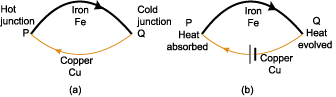 Hot
junction
P
Iron
Fe
Cold
junction
Q
Copper
Cu
(a)
P
Heat
absorbed
Iron
Fe
Q
Heat
evolved
Copper
Cu
(b)